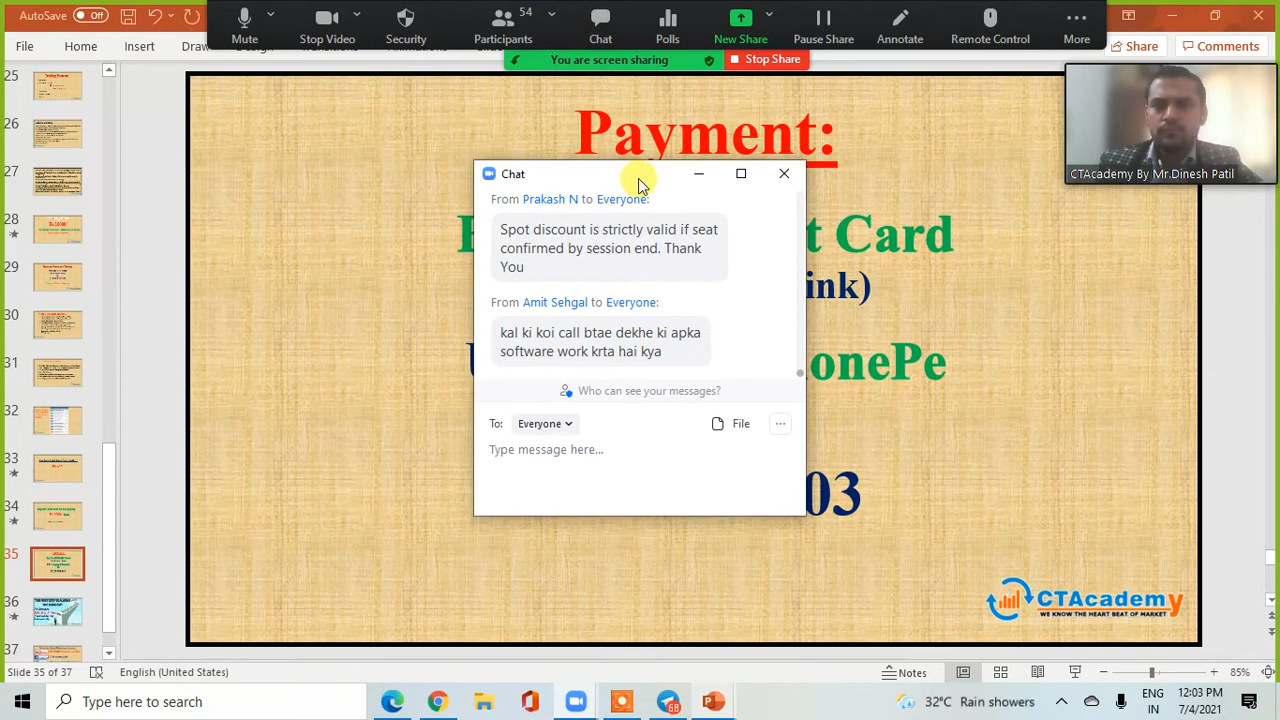 AutoSave Off
54
Mute
Stop Video
Security
Participants
Chat
Polls
New Share
Pause Share
Annotate
Remote Control
More
You are screen sharing
Stop Share
File
Home
Insert
Share
Comments
CTAcademy By Mr.Dinesh Patil
25
26
27
28
29
30
31
32
33
34
35
36
37
Payment:
t Card
ink)
onePe
03
Chat
From Prakash N to Everyone:
Spot discount is strictly valid if seat
confirmed by session end. Thank
You
From Amit Sehgal to Everyone:
kal ki koi call btae dekhe ki apka
software work krta hai kya
Who can see your messages?
To: Everyone
File
Type message here...
CTAcademy
WE KNOW THE HEART BEAT OF MARKET
Slide 35 of 37
English (United States)
Notes
85%
Type here to search
68
32°C Rain showers
ENG
IN
12:03 PM
7/4/2021